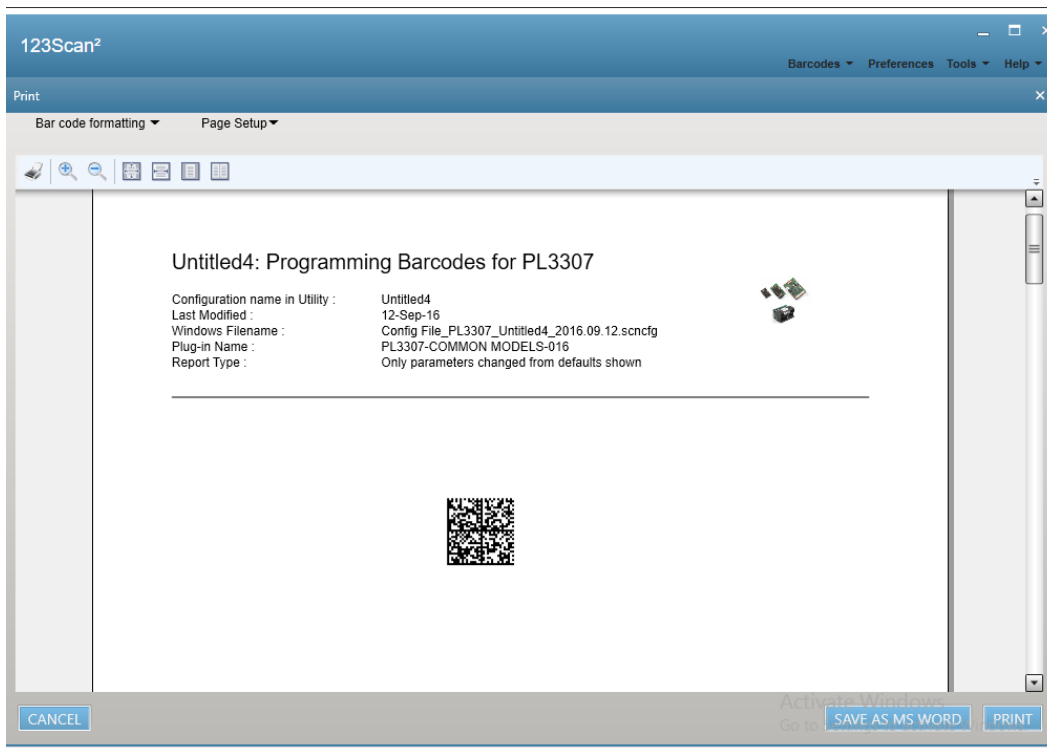 123Scan²
Barcodes Preferences Tools Help
Print
Bar code formatting Page Setup
Untitled4: Programming Barcodes for PL3307
Configuration name in Utility : Untitled4
Last Modified : 12-Sep-16
Windows Filename : Config File_PL3307_Untitled4_2016.09.12.scncfg
Plug-in Name : PL3307-COMMON MODELS-016
Report Type : Only parameters changed from defaults shown
Activate Windows
Go to
CANCEL SAVE AS MS WORD PRINT